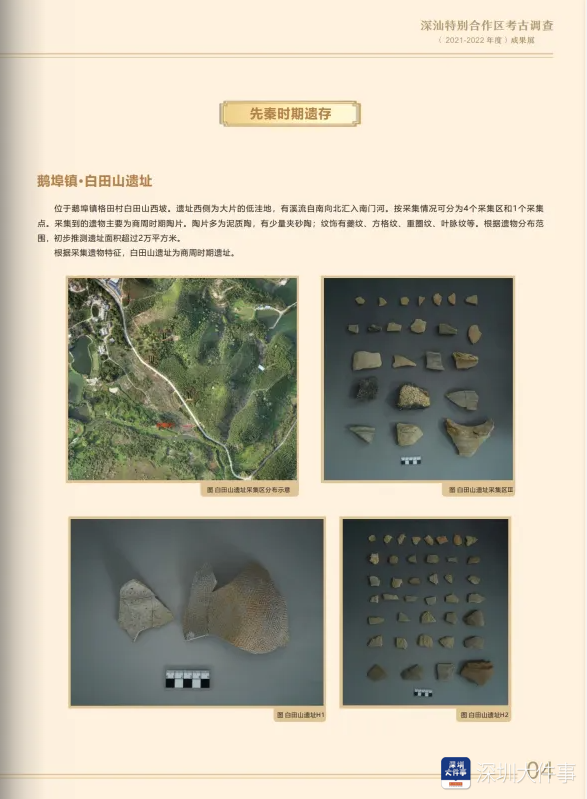 深汕特别合作区考古调查
（2021-2022年度）成果展
先秦时期遗存
鹅埠镇·白田山遗址
位于鹅埠镇格田村白田山西坡。遗址西侧为大片的低洼地，有溪流自南向北汇入南门河。按采集情况可分为4个采集区和1个采集
点。采集到的遗物主要为商周时期陶片。陶片多为泥质陶，有少量夹砂陶；纹饰有夔纹、方格纹、重圈纹、叶脉纹等。根据遗物分布范
围，初步推测遗址面积超过2万平方米。
根据采集遗物特征，白田山遗址为商周时期遗址。
图 白田山遗址采集区分布示意
图 白田山遗址采集区Ⅲ
图 白田山遗址H1
图 白田山遗址H2
深圳
大件事
深圳大件事
04